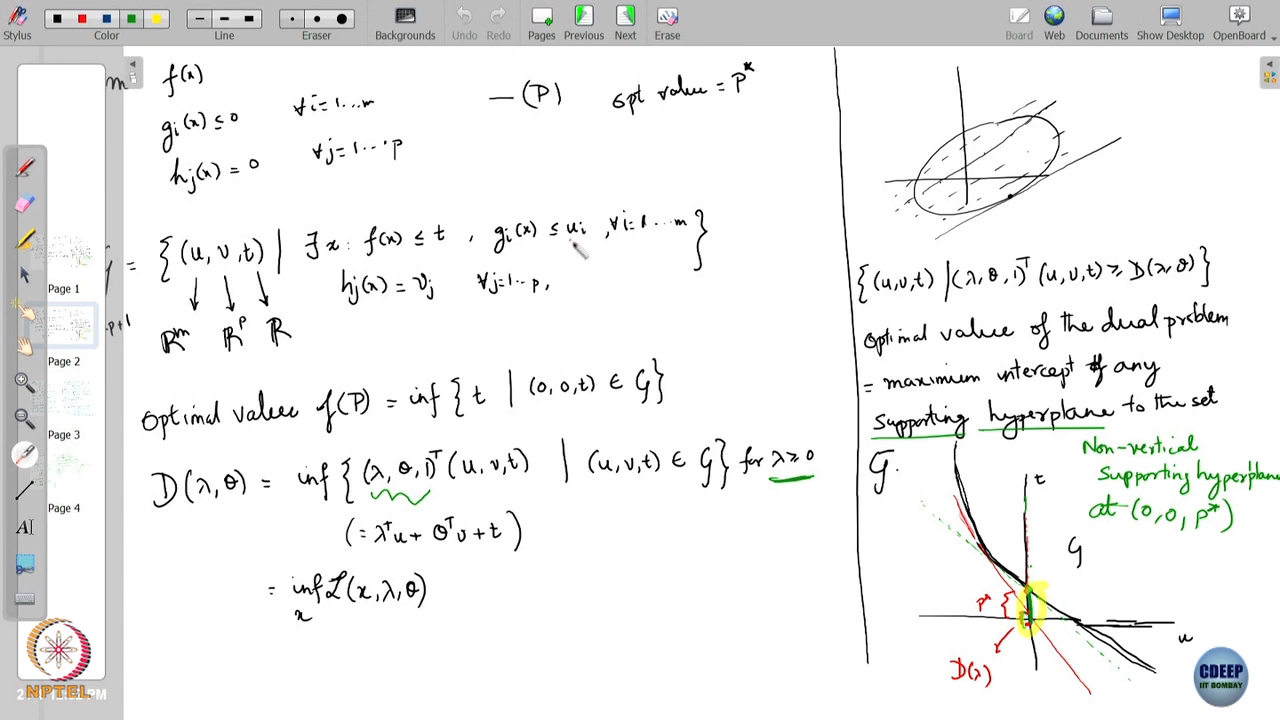 Stylus
Color
Line
Eraser
Backgrounds
Undo
Redo
Pages
Previous
Next
Erase
Board
Web
Documents
Show Desktop
OpenBoard
Page 1
Page 2
Page 3
Page 4
m f(x)
gi(x) ≤ 0 ∀i=1...m
hj(x) = 0 ∀j=1...p
— (P) opt value = P*
= {(u, v, t) | ∃x: f(x) ≤ t, gi(x) ≤ ui, ∀i=1...m
hj(x) = vj ∀j=1..p, }
ℝ^m ℝ^p ℝ
p+1
Optimal value f(P) = inf { t | (0,0,t) ∈ G}
D(λ,θ) = inf {(λ, θ, 1)^T (u, v, t) | (u,v,t) ∈ G} for λ≥0
(= λ^T u + θ^T v + t)
= inf L(x, λ, θ)
x
{(u,v,t) | (λ, θ, 1)^T (u,v,t) ≥ D(λ,θ)}
Optimal value of the dual problem
= maximum intercept of any
supporting hyperplane to the set
G.
Non-vertical
supporting hyperplane
at (0,0,P*)
t
G
P*
u
D(λ)
NPTEL
CDEEP
IIT BOMBAY